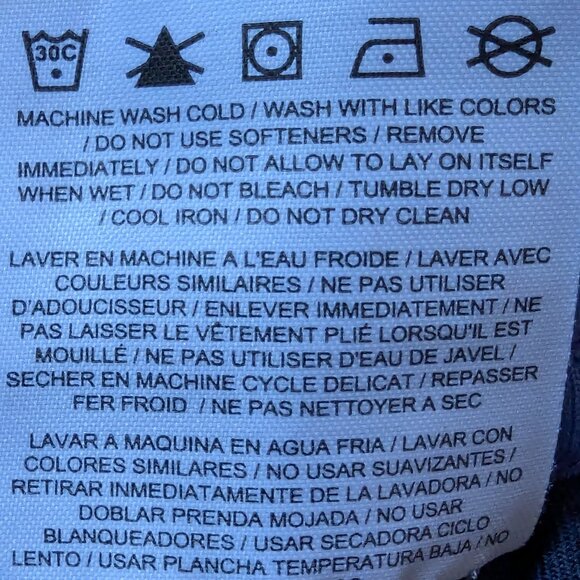 30C
MACHINE WASH COLD / WASH WITH LIKE COLORS
/ DO NOT USE SOFTENERS / REMOVE
IMMEDIATELY / DO NOT ALLOW TO LAY ON ITSELF
WHEN WET / DO NOT BLEACH / TUMBLE DRY LOW
/ COOL IRON / DO NOT DRY CLEAN
LAVER EN MACHINE A L'EAU FROIDE / LAVER AVEC
COULEURS SIMILAIRES / NE PAS UTILISER
D'ADOUCISSEUR / ENLEVER IMMEDIATEMENT / NE
PAS LAISSER LE VÊTEMENT PLIÉ LORSQU'IL EST
MOUILLÉ / NE PAS UTILISER D'EAU DE JAVEL /
SECHER EN MACHINE CYCLE DELICAT / REPASSER
FER FROID / NE PAS NETTOYER A SEC
LAVAR A MAQUINA EN AGUA FRIA / LAVAR CON
COLORES SIMILARES / NO USAR SUAVIZANTES /
RETIRAR INMEDIATAMENTE DE LA LAVADORA / NO
DOBLAR PRENDA MOJADA / NO USAR
BLANQUEADORES / USAR SECADORA CICLO
LENTO / USAR PLANCHA TEMPERATURA BAJA / NO